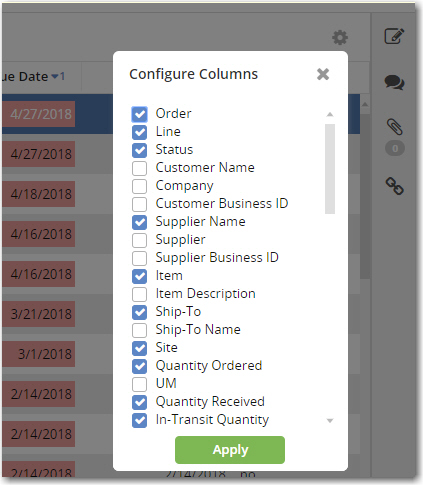 Configure Columns
ue Date 1
Order
4/27/2018
Line
Status
4/27/2018
Customer Name
Company
4/18/2018
Customer Business ID
Supplier Name
4/16/2018
Supplier
Supplier Business ID
4/16/2018
Item
Item Description
3/21/2018
Ship-To
Ship-To Name
3/1/2018
Site
Quantity Ordered
2/14/2018
UM
Quantity Received
2/14/2018
In-Transit Quantity
Apply
2/14/2018 2/14/2018 no
0